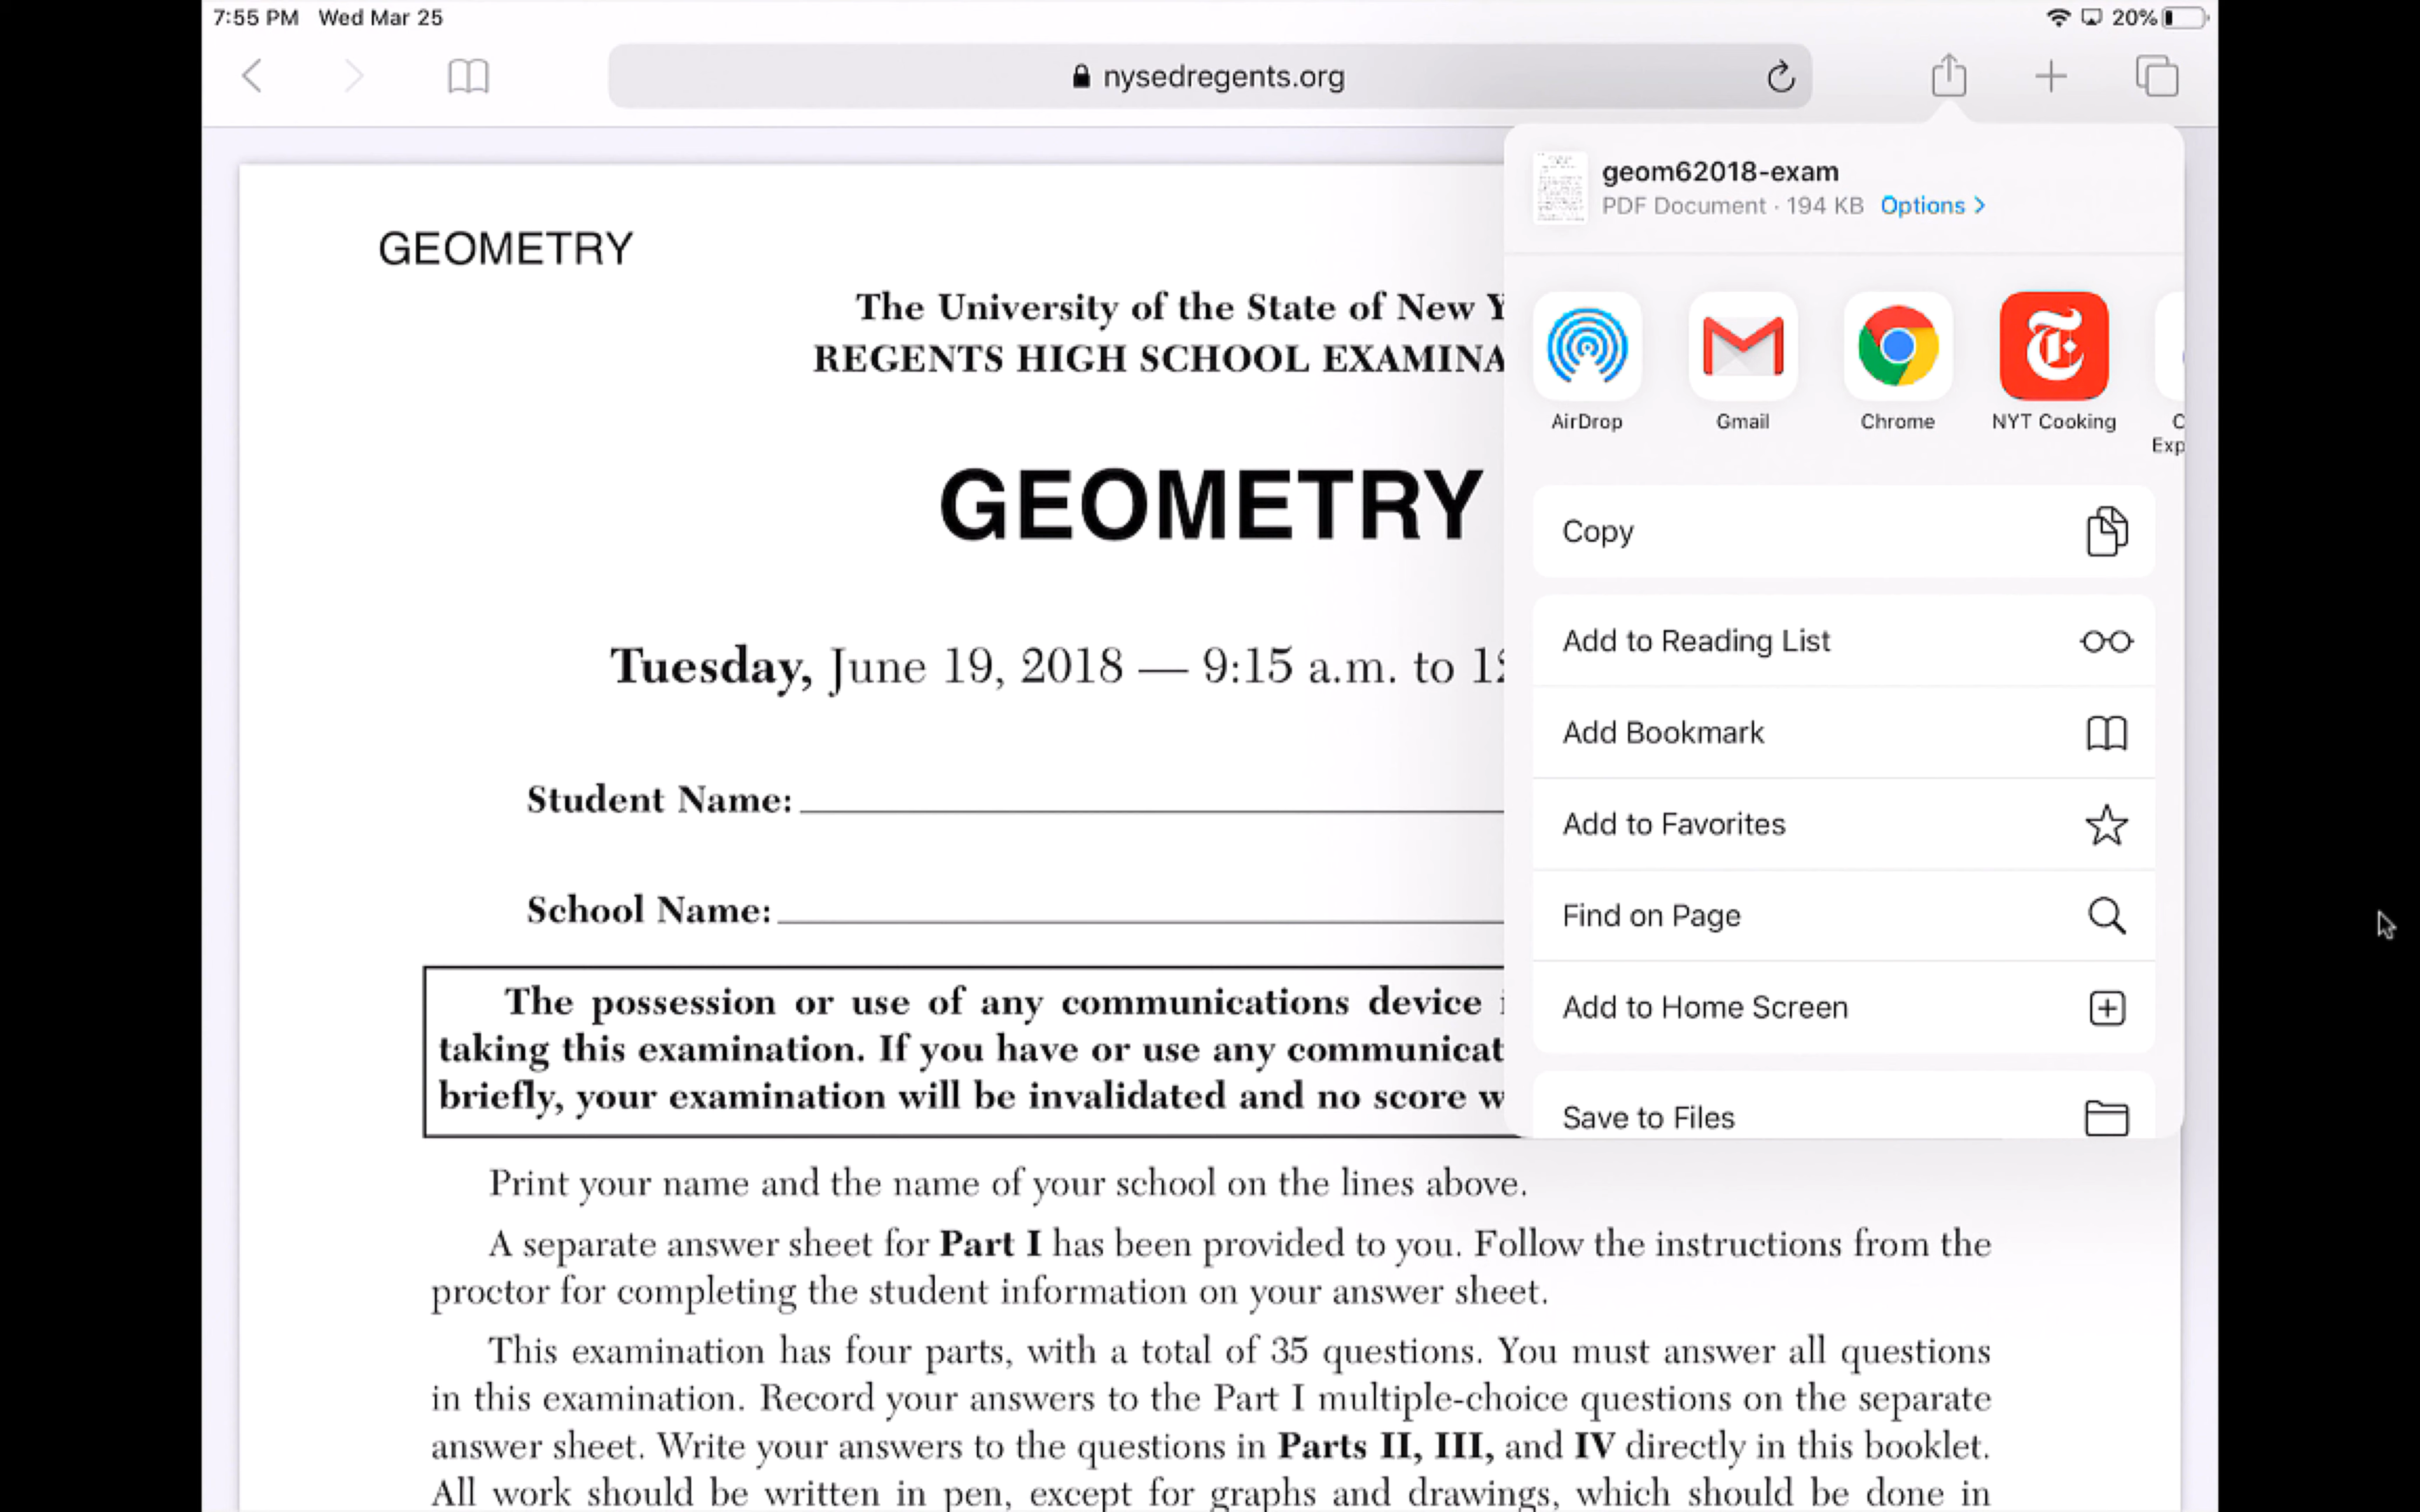 7:55 PM Wed Mar 25
20%
nysedregents.org
geom62018-exam
PDF Document · 194 KB Options >
AirDrop
Gmail
Chrome
NYT Cooking
Exp
Copy
Add to Reading List
Add Bookmark
Add to Favorites
Find on Page
Add to Home Screen
Save to Files
GEOMETRY
The University of the State of New Y
REGENTS HIGH SCHOOL EXAMINA
GEOMETRY
Tuesday, June 19, 2018 — 9:15 a.m. to
Student Name:
School Name:
The possession or use of any communications device
taking this examination. If you have or use any communicat
briefly, your examination will be invalidated and no score w
Print your name and the name of your school on the lines above.
A separate answer sheet for Part I has been provided to you. Follow the instructions from the
proctor for completing the student information on your answer sheet.
This examination has four parts, with a total of 35 questions. You must answer all questions
in this examination. Record your answers to the Part I multiple-choice questions on the separate
answer sheet. Write your answers to the questions in Parts II, III, and IV directly in this booklet.
All work should be written in pen, except for graphs and drawings, which should be done in